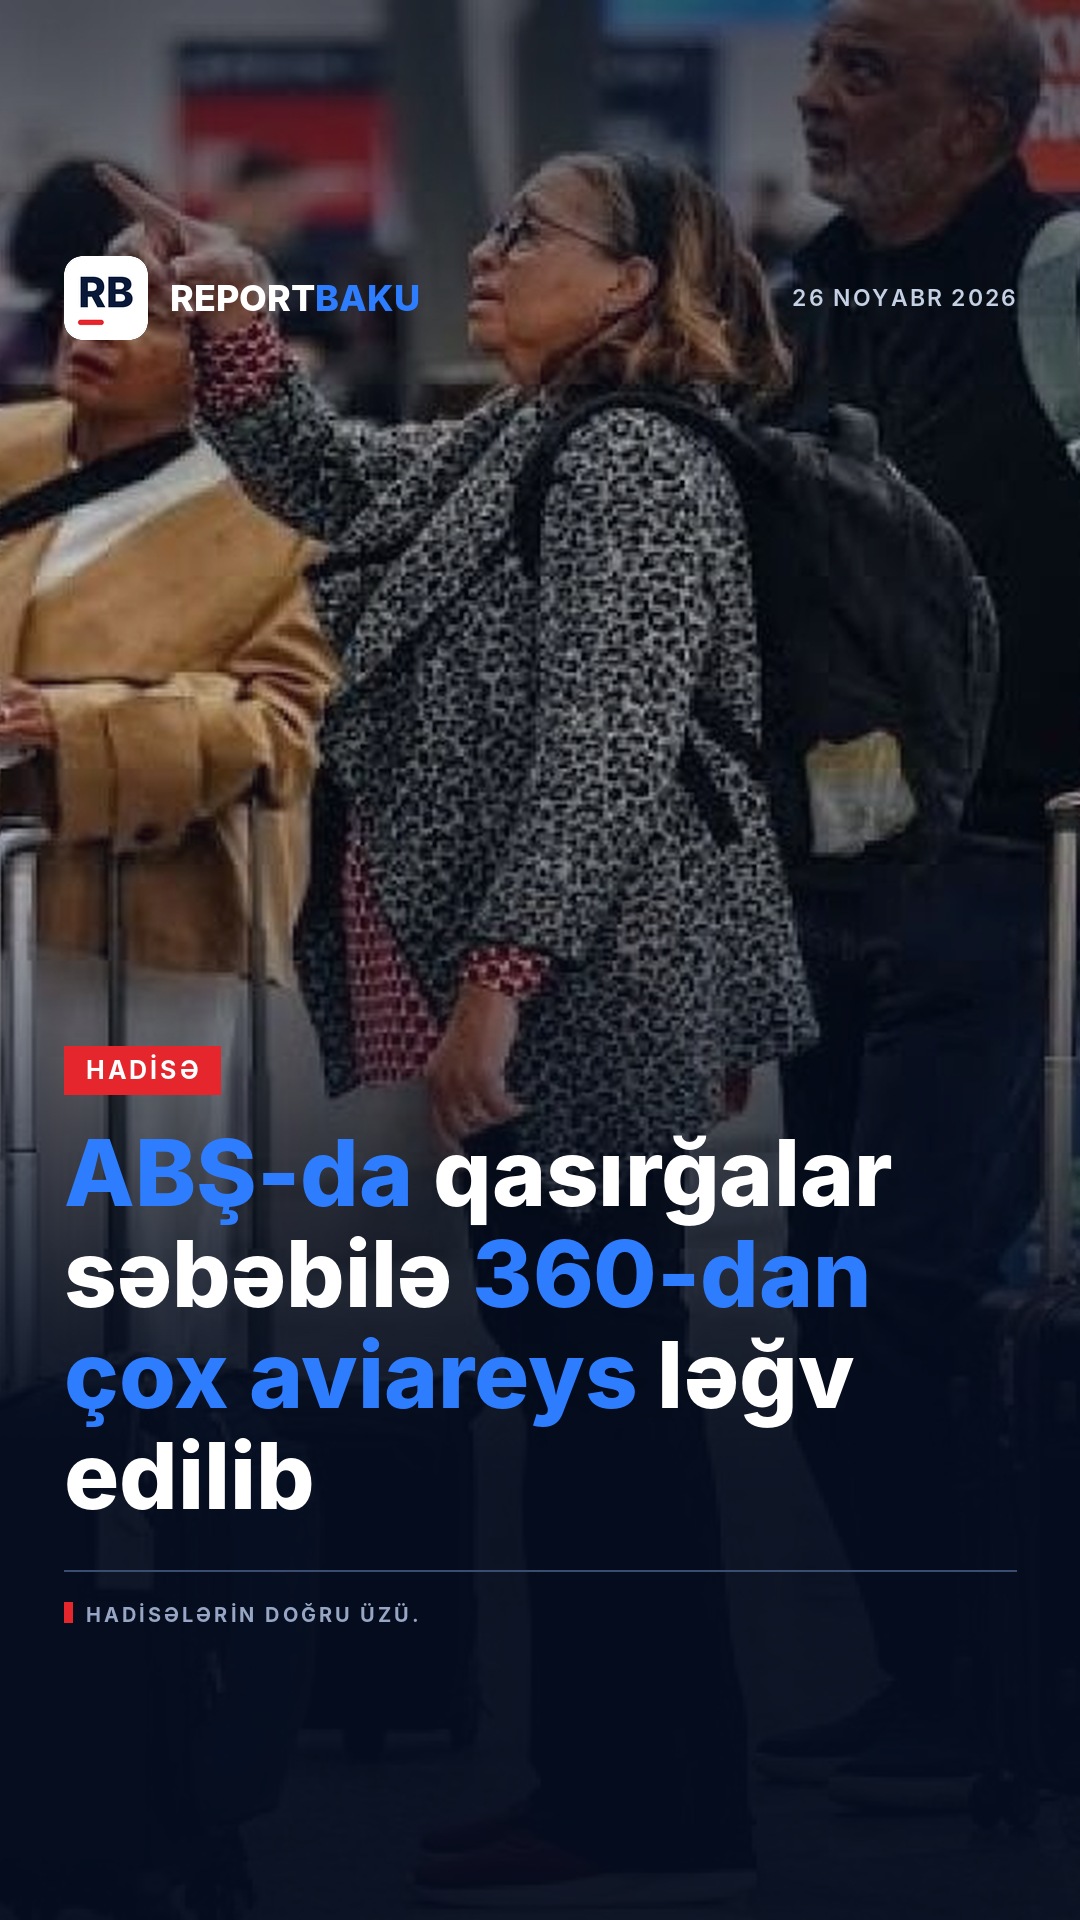 RB
REPORTBAKU
26 NOYABR 2026
HADİSƏ
ABŞ-da qasırğalar
səbəbilə 360-dan
çox aviareys ləğv
edilib
HADİSƏLƏRİN DOĞRU ÜZÜ.